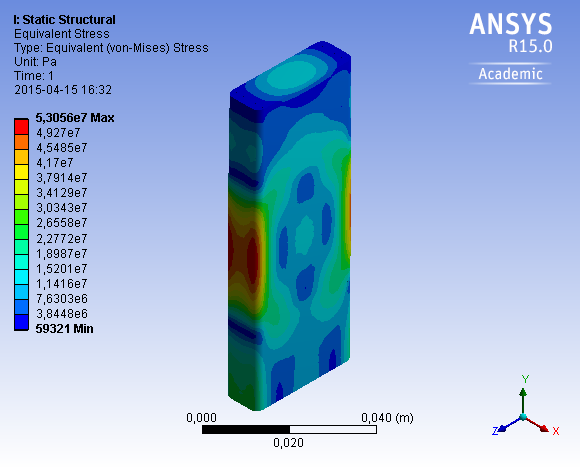 I: Static Structural
Equivalent Stress
Type: Equivalent (von-Mises) Stress
Unit: Pa
Time: 1
2015-04-15 16:32
ANSYS
R15.0
Academic
5,3056e7 Max
4,927e7
4,5485e7
4,17e7
3,7914e7
3,4129e7
3,0343e7
2,6558e7
2,2772e7
1,8987e7
1,5201e7
1,1416e7
7,6303e6
3,8448e6
59321 Min
0,000
0,040 (m)
0,020
Y
Z
X